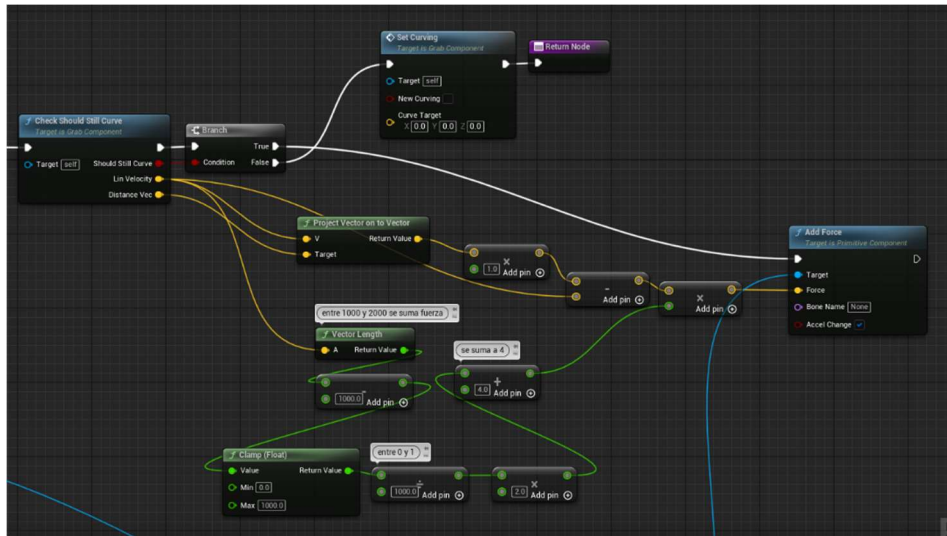 Set Curving
Target is Grab Component
Target self
New Curving
Curve Target
X 0.0 Y 0.0 Z 0.0
Return Node
Check Should Still Curve
Target is Grab Component
Target self Should Still Curve
Lin Velocity
Distance Vec
Branch
True
Condition False
Project Vector on to Vector
V Return Value
Target
×
1.0 Add pin
-
Add pin
×
Add pin
Add Force
Target is Primitive Component
Target
Force
Bone Name None
Accel Change
entre 1000 y 2000 se suma fuerza
Vector Length
A Return Value
-
1000.0 Add pin
se suma a 4
+
4.0 Add pin
Clamp (Float)
Value Return Value
Min 0.0
Max 1000.0
entre 0 y 1
÷
1000.0 Add pin
×
2.0 Add pin